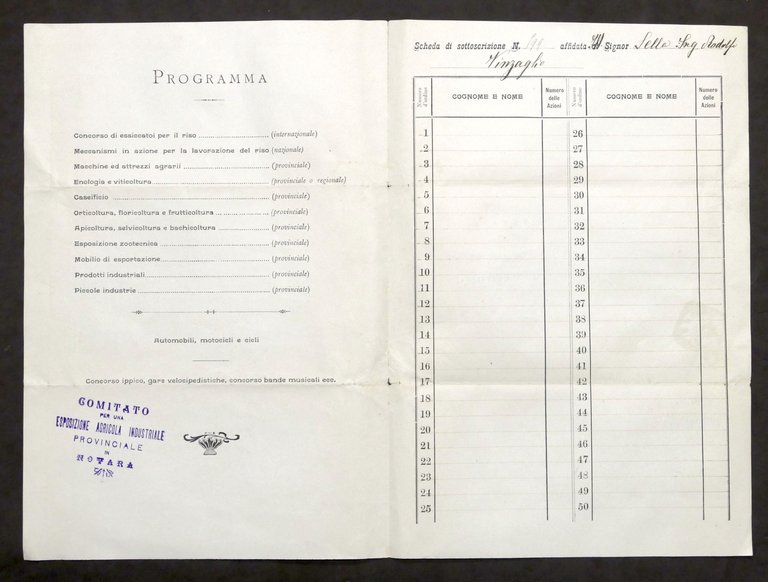 PROGRAMMA
Concorso di essiccatoi per il riso ........................ (internazionale)
Meccanismi in azione per la lavorazione del riso (nazionale)
Macchine ed attrezzi agrarii ............................. (provinciale)
Enologia e viticoltura ....................................... (provinciale o regionale)
Caseificio ...................................................... (provinciale)
Orticoltura, floricoltura e frutticoltura ................... (provinciale)
Apicoltura, selvicoltura e bachicoltura .................. (provinciale)
Esposizione zootecnica ..................................... (provinciale)
Mobilio di esportazione ..................................... (provinciale)
Prodotti industriali .......................................... (provinciale)
Piccole industrie ............................................. (provinciale)
Automobili, motocicli e cicli
Concorso ippico, gare velocipedistiche, concorso bande musicali ecc.
COMITATO
PER UNA
ESPOSIZIONE AGRICOLA INDUSTRIALE
PROVINCIALE
IN
NOVARA
Scheda di sottoscrizione N. affidata Al Signor Sella Ing. Rodolfo
Vinzaglio
Numero d'ordine COGNOME E NOME Numero delle Azioni Numero d'ordine COGNOME E NOME Numero delle Azioni
1 26
2 27
3 28
4 29
5 30
6 31
7 32
8 33
9 34
10 35
11 36
12 37
13 38
14 39
15 40
16 41
17 42
18 43
19 44
20 45
21 46
22 47
23 48
24 49
25 50